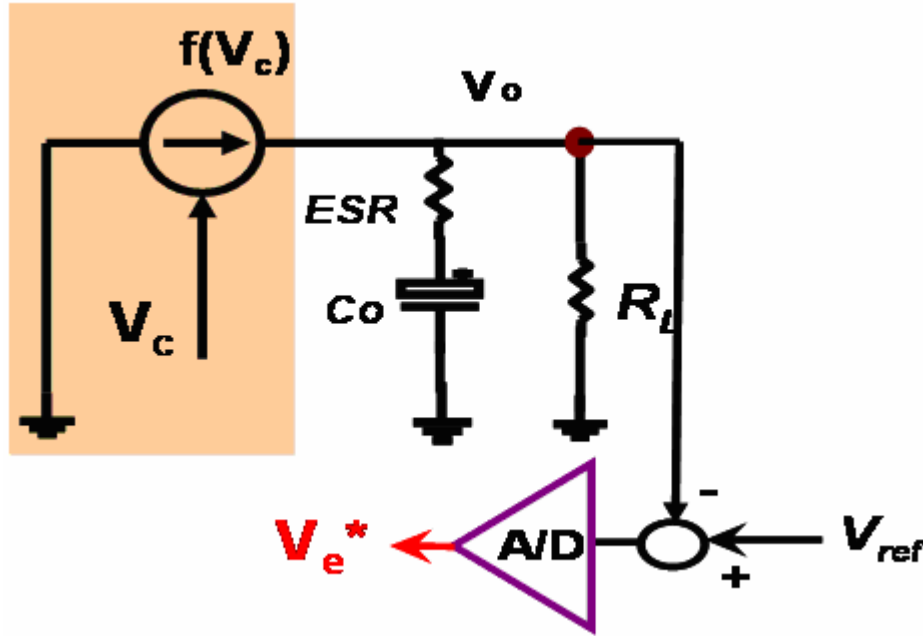 f(Vc)
Vo
ESR
Co
RL
Vc
-
A/D
Ve*
Vref
+